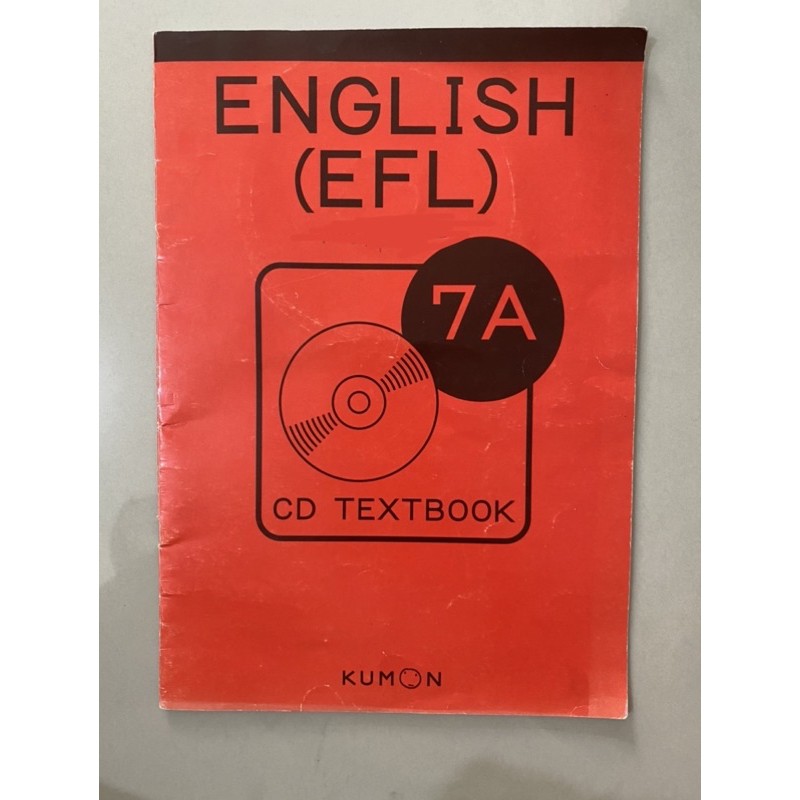 ENGLISH
(EFL)
7A
CD TEXTBOOK
KUMON